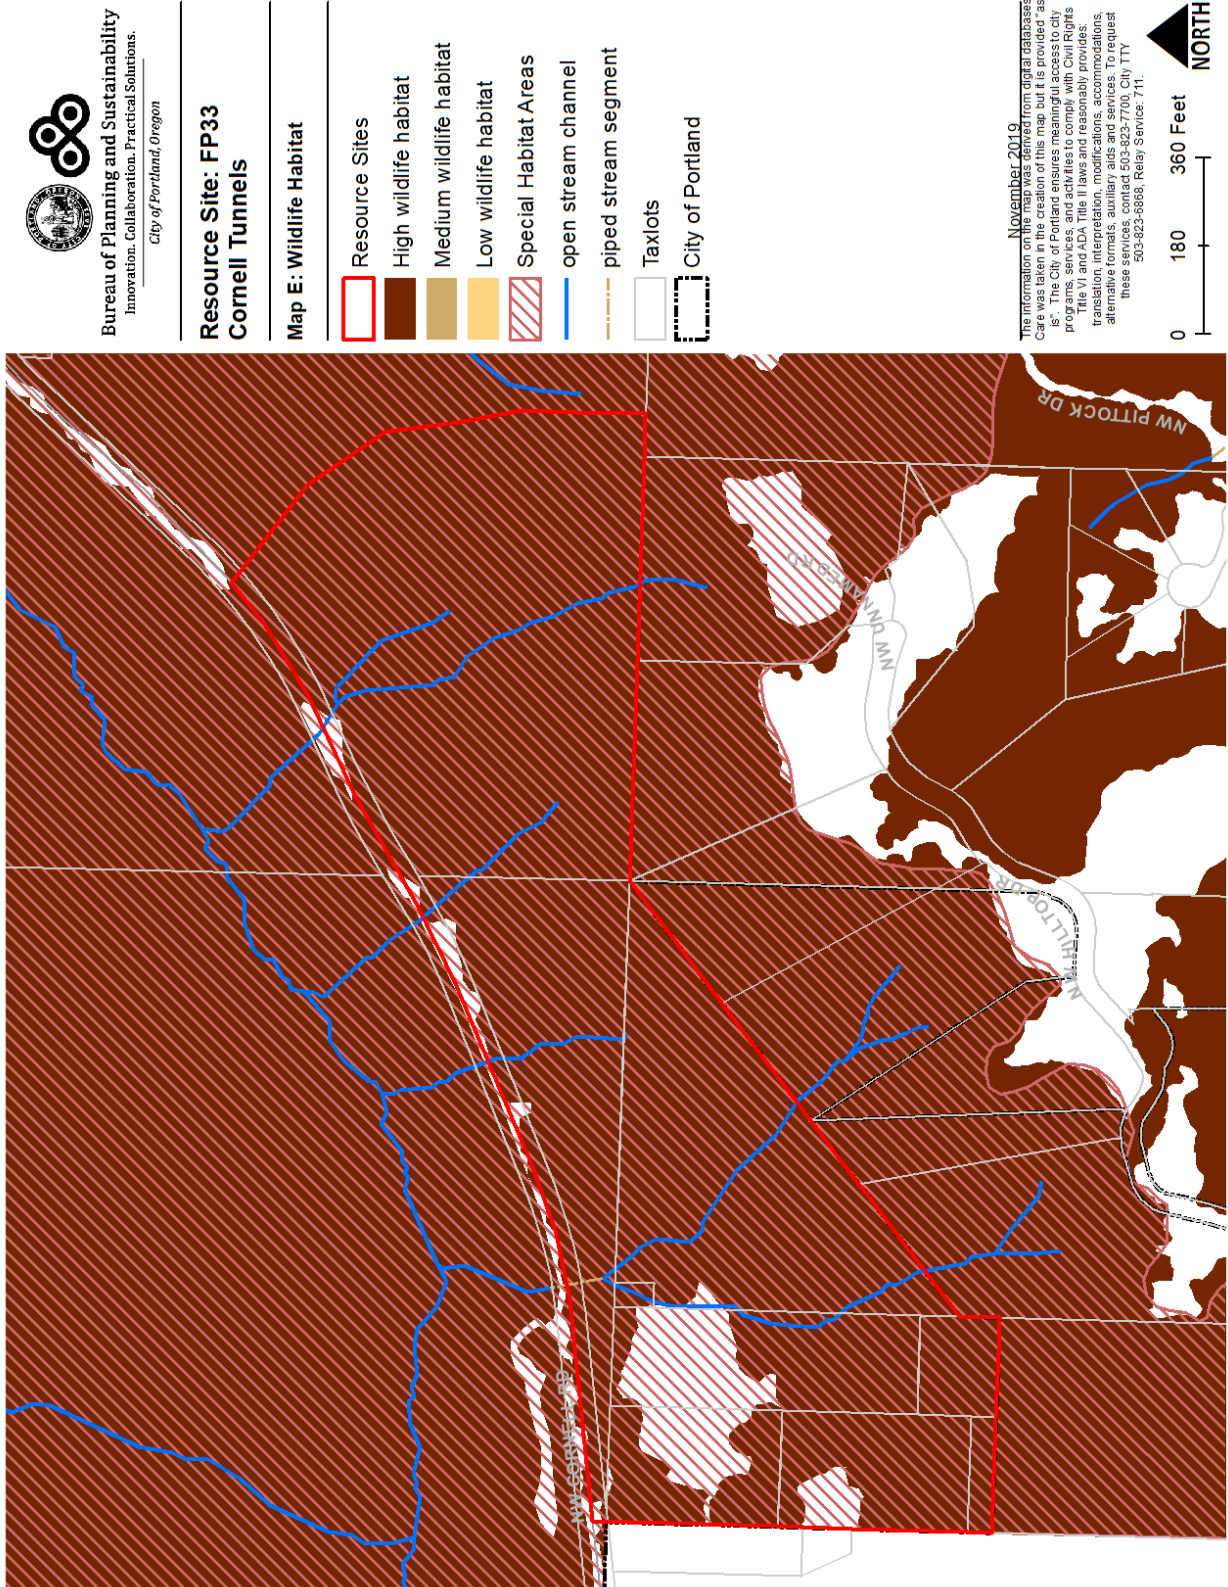 Bureau of Planning and Sustainability
Innovation. Collaboration. Practical Solutions.
City of Portland, Oregon
Resource Site: FP33
Cornell Tunnels
Map E: Wildlife Habitat
Resource Sites
High wildlife habitat
Medium wildlife habitat
Low wildlife habitat
Special Habitat Areas
open stream channel
piped stream segment
Taxlots
City of Portland
November 2019
The information on the map was derived from digital databases
Care was taken in the creation of this map but it is provided "as
is". The City of Portland ensures meaningful access to city
programs, services, and activities to comply with Civil Rights
Title VI and ADA Title II laws and reasonably provides:
translation, interpretation, modifications, accommodations,
alternative formats, auxiliary aids and services. To request
these services, contact 503-823-7700, City TTY
503-823-6868, Relay Service: 711.
0 180 360 Feet
NORTH
NW CORNELL RD
NW UNNAMED RD
NW HILLTOP DR
NW PITTOCK DR